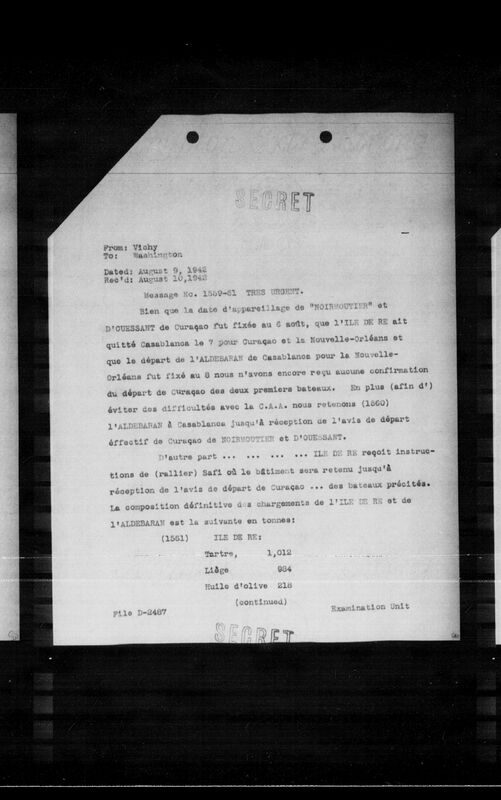 SECRET
From: Vichy
To: Washington
Dated: August 9, 1942
Rec'd: August 10,1942
Message No. 1559-61 TRES URGENT.
Bien que la date d'appareillage de "NOIRMOUTIER" et
D'OUESSANT de Curaçao fut fixée au 6 août, que l'ILE DE RE ait
quitté Casablanca le 7 pour Curaçao et la Nouvelle-Orléans et
que le départ de l'ALDEBARAN de Casablanca pour la Nouvelle-
Orléans fut fixé au 8 nous n'avons encore reçu aucune confirmation
du départ de Curaçao des deux premiers bateaux. En plus (afin d')
éviter des difficultés avec la C.A.A. nous retenons (1560)
l'ALDEBARAN à Casablanca jusqu'à réception de l'avis de départ
éffectif de Curaçao de NOIRMOUTIER et D'OUESSANT.
D'autre part ... ... ... ... ILE DE RE reçoit instruc-
tions de (rallier) Safi où le bâtiment sera retenu jusqu'à
réception de l'avis de départ de Curaçao ... des bateaux précités.
La composition définitive des chargements de l'ILE DE RE et de
l'ALDEBARAN est la suivante en tonnes:
(1561) ILE DE RE:
Tartre, 1,012
Liège 984
Huile d'olive 218
(continued)
File D-2487 Examination Unit
SECRET